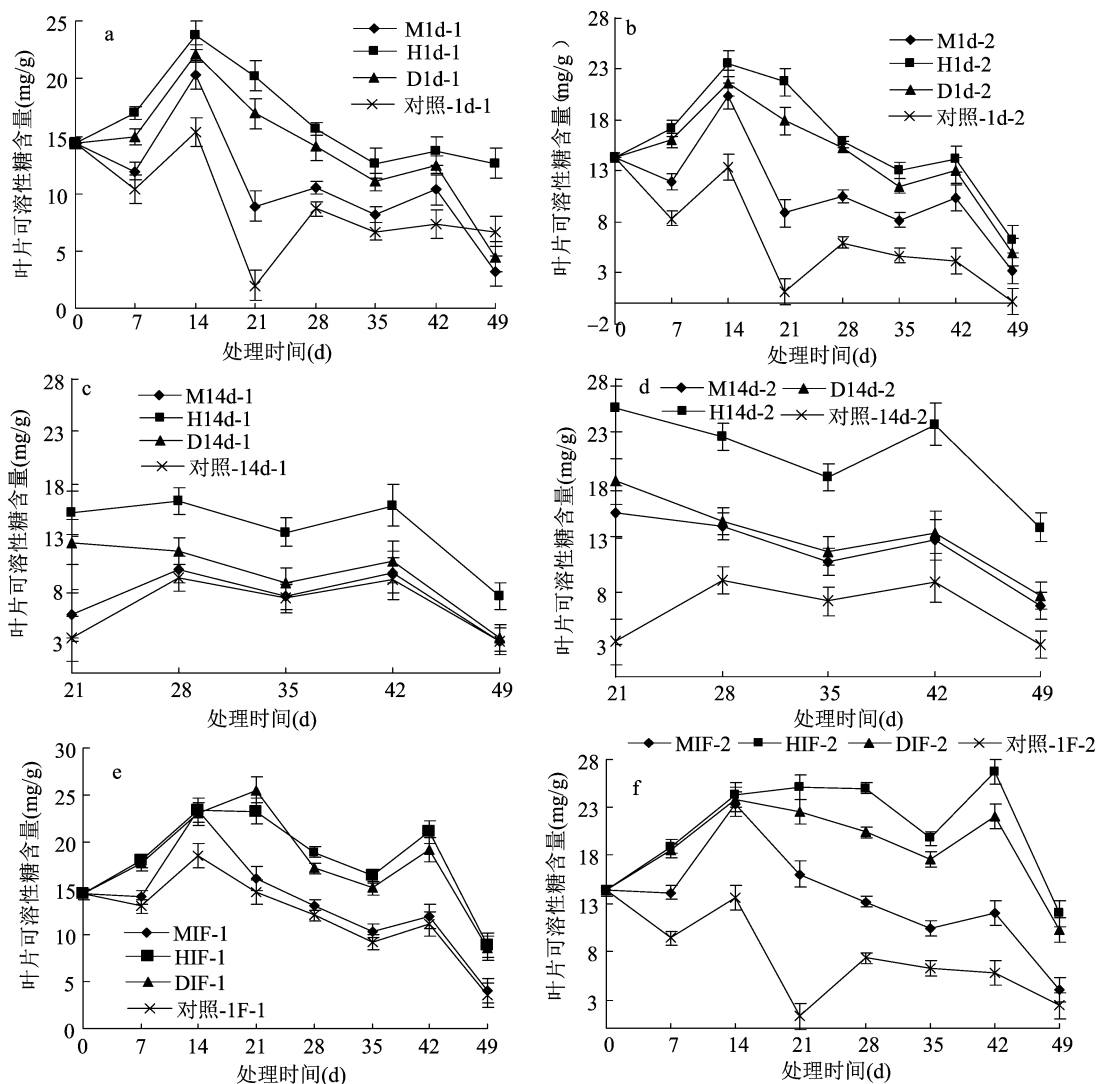 a
M1d-1
H1d-1
D1d-1
对照-1d-1
叶片可溶性糖含量(mg/g)
25
20
15
10
5
0
0 7 14 21 28 35 42 49
处理时间(d)
b
M1d-2
H1d-2
D1d-2
对照-1d-2
叶片可溶性糖含量(mg/g)
28
23
18
13
8
3
−2
0 7 14 21 28 35 42 49
处理时间(d)
c
M14d-1
H14d-1
D14d-1
对照-14d-1
叶片可溶性糖含量(mg/g)
28
23
18
13
8
3
21 28 35 42 49
处理时间(d)
d
M14d-2 D14d-2
H14d-2 对照-14d-2
叶片可溶性糖含量(mg/g)
28
23
18
13
8
3
21 28 35 42 49
处理时间(d)
e
MIF-1
HIF-1
DIF-1
对照-1F-1
叶片可溶性糖含量(mg/g)
30
25
20
15
10
5
0
0 7 14 21 28 35 42 49
处理时间(d)
MIF-2 HIF-2 DIF-2 对照-1F-2
f
叶片可溶性糖含量(mg/g)
28
23
18
13
8
3
0 7 14 21 28 35 42 49
处理时间(d)